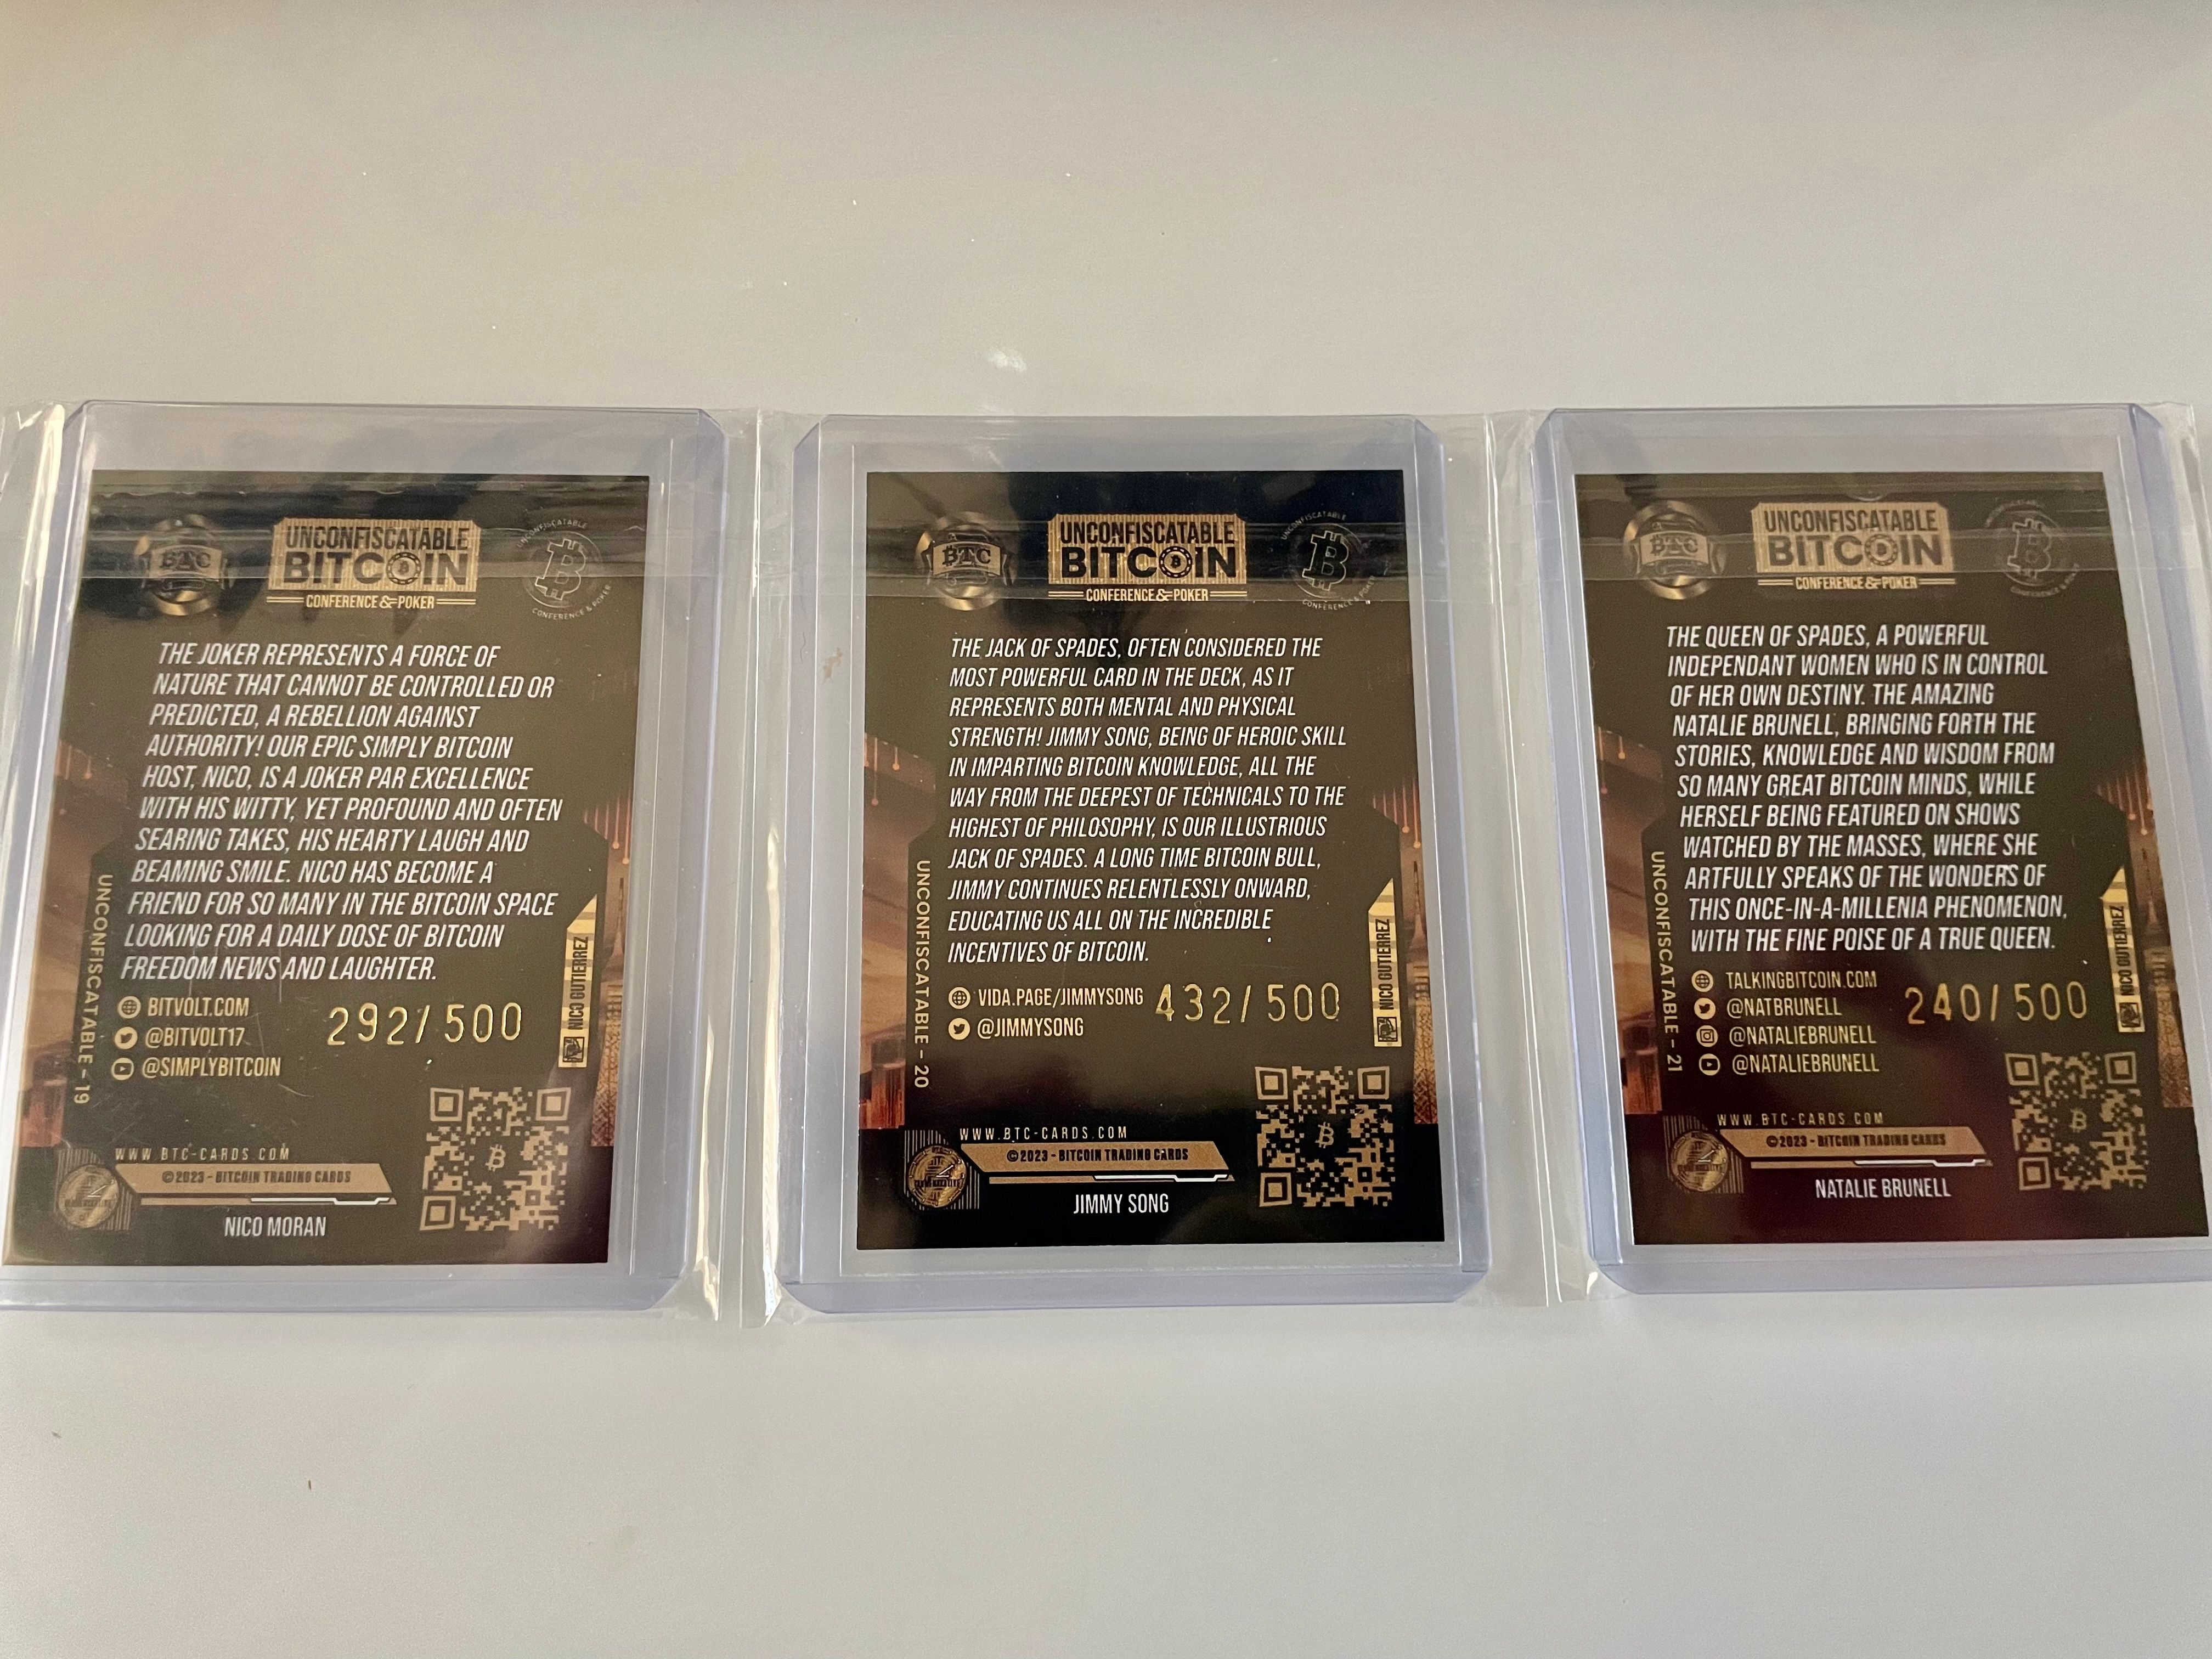 BTC
UNCONFISCATABLE
BITCOIN
CONFERENCE & POKER
UNCONFISCATABLE
CONFERENCE & POKER
THE JOKER REPRESENTS A FORCE OF
NATURE THAT CANNOT BE CONTROLLED OR
PREDICTED, A REBELLION AGAINST
AUTHORITY! OUR EPIC SIMPLY BITCOIN
HOST, NICO, IS A JOKER PAR EXCELLENCE
WITH HIS WITTY, YET PROFOUND AND OFTEN
SEARING TAKES, HIS HEARTY LAUGH AND
BEAMING SMILE. NICO HAS BECOME A
FRIEND FOR SO MANY IN THE BITCOIN SPACE
LOOKING FOR A DAILY DOSE OF BITCOIN
FREEDOM NEWS AND LAUGHTER.
UNCONFISCATABLE – 19
BITVOLT.COM
@BITVOLT17
@SIMPLYBITCOIN
292/500
NICO GUTIERREZ
WWW.BTC-CARDS.COM
©2023 - BITCOIN TRADING CARDS
NICO MORAN
BTC
UNCONFISCATABLE
BITCOIN
CONFERENCE & POKER
UNCONFISCATABLE
CONFERENCE & POKER
THE JACK OF SPADES, OFTEN CONSIDERED THE
MOST POWERFUL CARD IN THE DECK, AS IT
REPRESENTS BOTH MENTAL AND PHYSICAL
STRENGTH! JIMMY SONG, BEING OF HEROIC SKILL
IN IMPARTING BITCOIN KNOWLEDGE, ALL THE
WAY FROM THE DEEPEST OF TECHNICALS TO THE
HIGHEST OF PHILOSOPHY, IS OUR ILLUSTRIOUS
JACK OF SPADES. A LONG TIME BITCOIN BULL,
JIMMY CONTINUES RELENTLESSLY ONWARD,
EDUCATING US ALL ON THE INCREDIBLE
INCENTIVES OF BITCOIN.
UNCONFISCATABLE – 20
VIDA.PAGE/JIMMYSONG
@JIMMYSONG
432/500
NICO GUTIERREZ
WWW.BTC-CARDS.COM
©2023 - BITCOIN TRADING CARDS
JIMMY SONG
BTC
UNCONFISCATABLE
BITCOIN
CONFERENCE & POKER
THE QUEEN OF SPADES, A POWERFUL
INDEPENDANT WOMEN WHO IS IN CONTROL
OF HER OWN DESTINY. THE AMAZING
NATALIE BRUNELL, BRINGING FORTH THE
STORIES, KNOWLEDGE AND WISDOM FROM
SO MANY GREAT BITCOIN MINDS, WHILE
HERSELF BEING FEATURED ON SHOWS
WATCHED BY THE MASSES, WHERE SHE
ARTFULLY SPEAKS OF THE WONDERS OF
THIS ONCE-IN-A-MILLENIA PHENOMENON,
WITH THE FINE POISE OF A TRUE QUEEN.
UNCONFISCATABLE – 21
TALKINGBITCOIN.COM
@NATBRUNELL
@NATALIEBRUNELL
@NATALIEBRUNELL
240/500
NICO GUTIERREZ
WWW.BTC-CARDS.COM
©2023 - BITCOIN TRADING CARDS
NATALIE BRUNELL